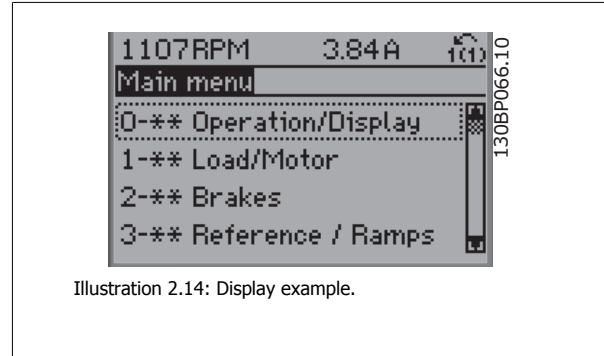 1107RPM 3.84A 1(1)
Main menu
0-** Operation/Display
1-** Load/Motor
2-** Brakes
3-** Reference / Ramps
130BP066.10
Illustration 2.14: Display example.